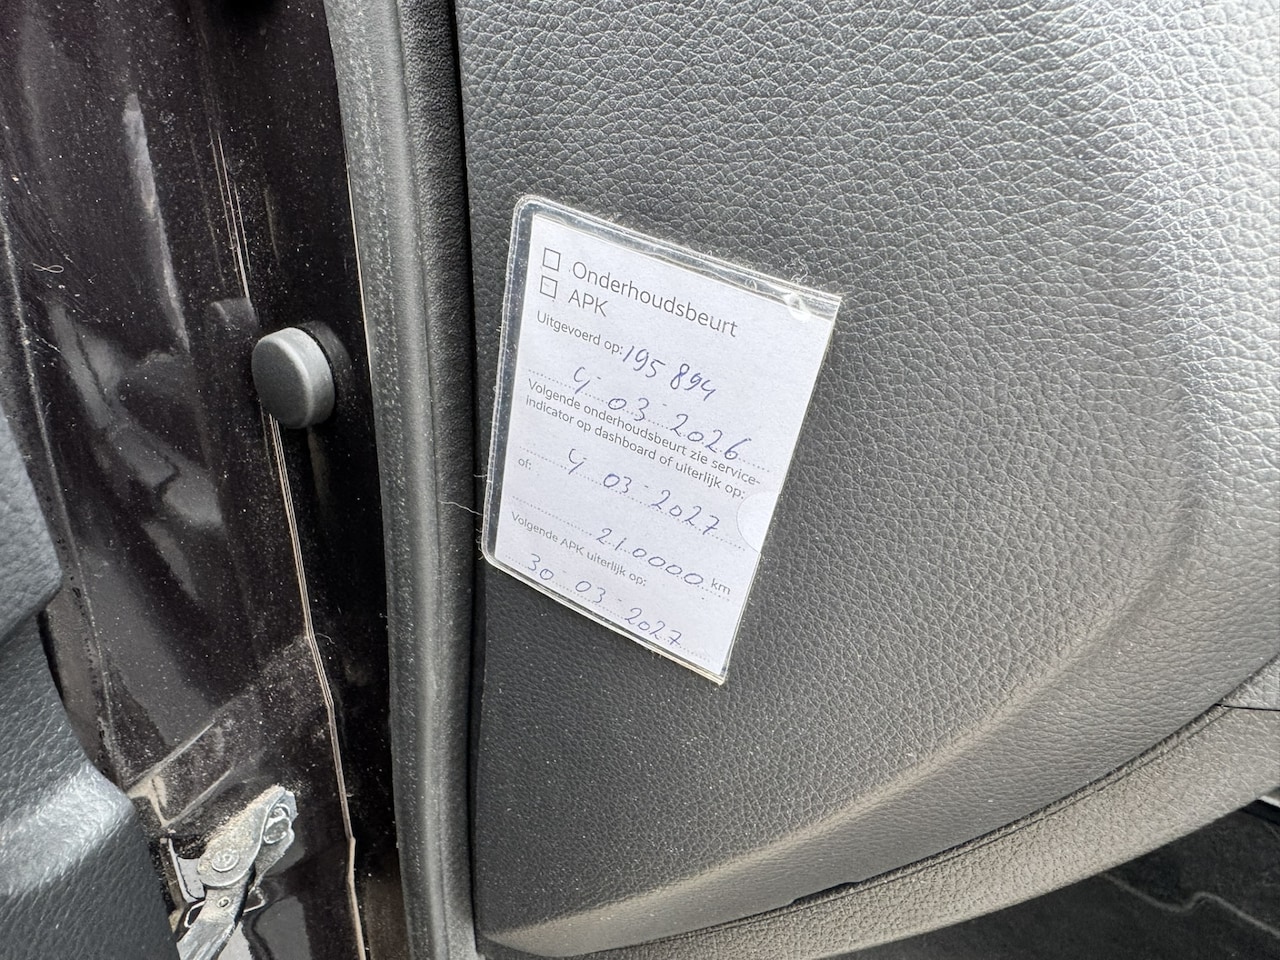 Onderhoudsbeurt
APK
Uitgevoerd op: 195 894
4 - 03 - 2026
Volgende onderhoudsbeurt zie service-
indicator op dashboard of uiterlijk op:
4 - 03 - 2027
of:
210000 km
Volgende APK uiterlijk op:
30 - 03 - 2027